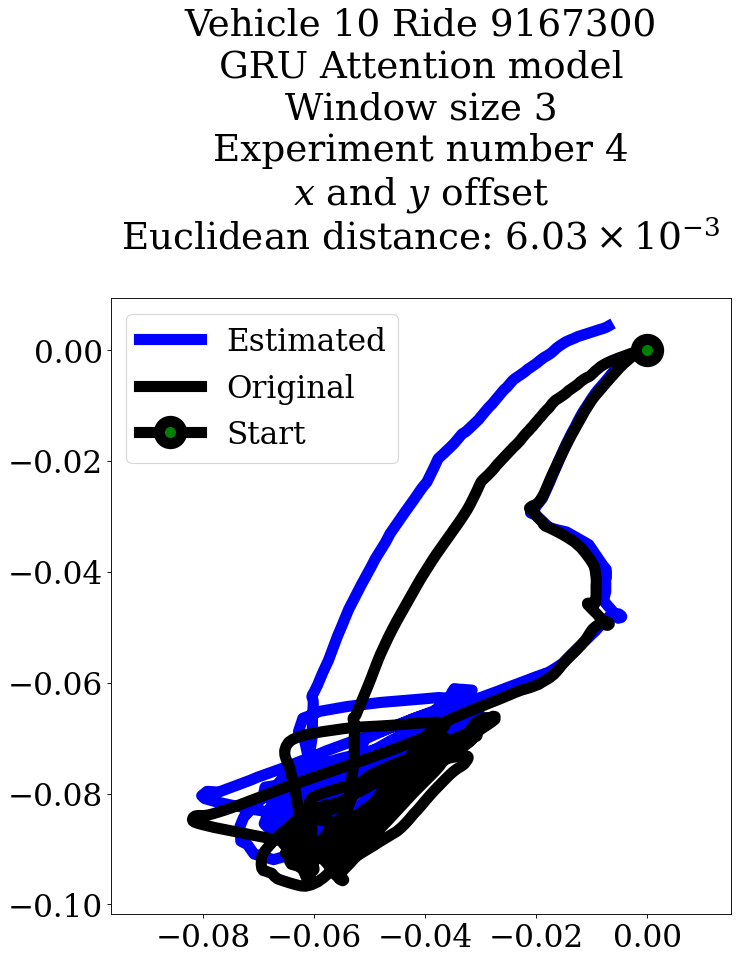 Vehicle 10 Ride 9167300
GRU Attention model
Window size 3
Experiment number 4
x and y offset
Euclidean distance: 6.03 × 10⁻³
Estimated
Original
Start
0.00
−0.02
−0.04
−0.06
−0.08
−0.10
−0.08 −0.06 −0.04 −0.02 0.00